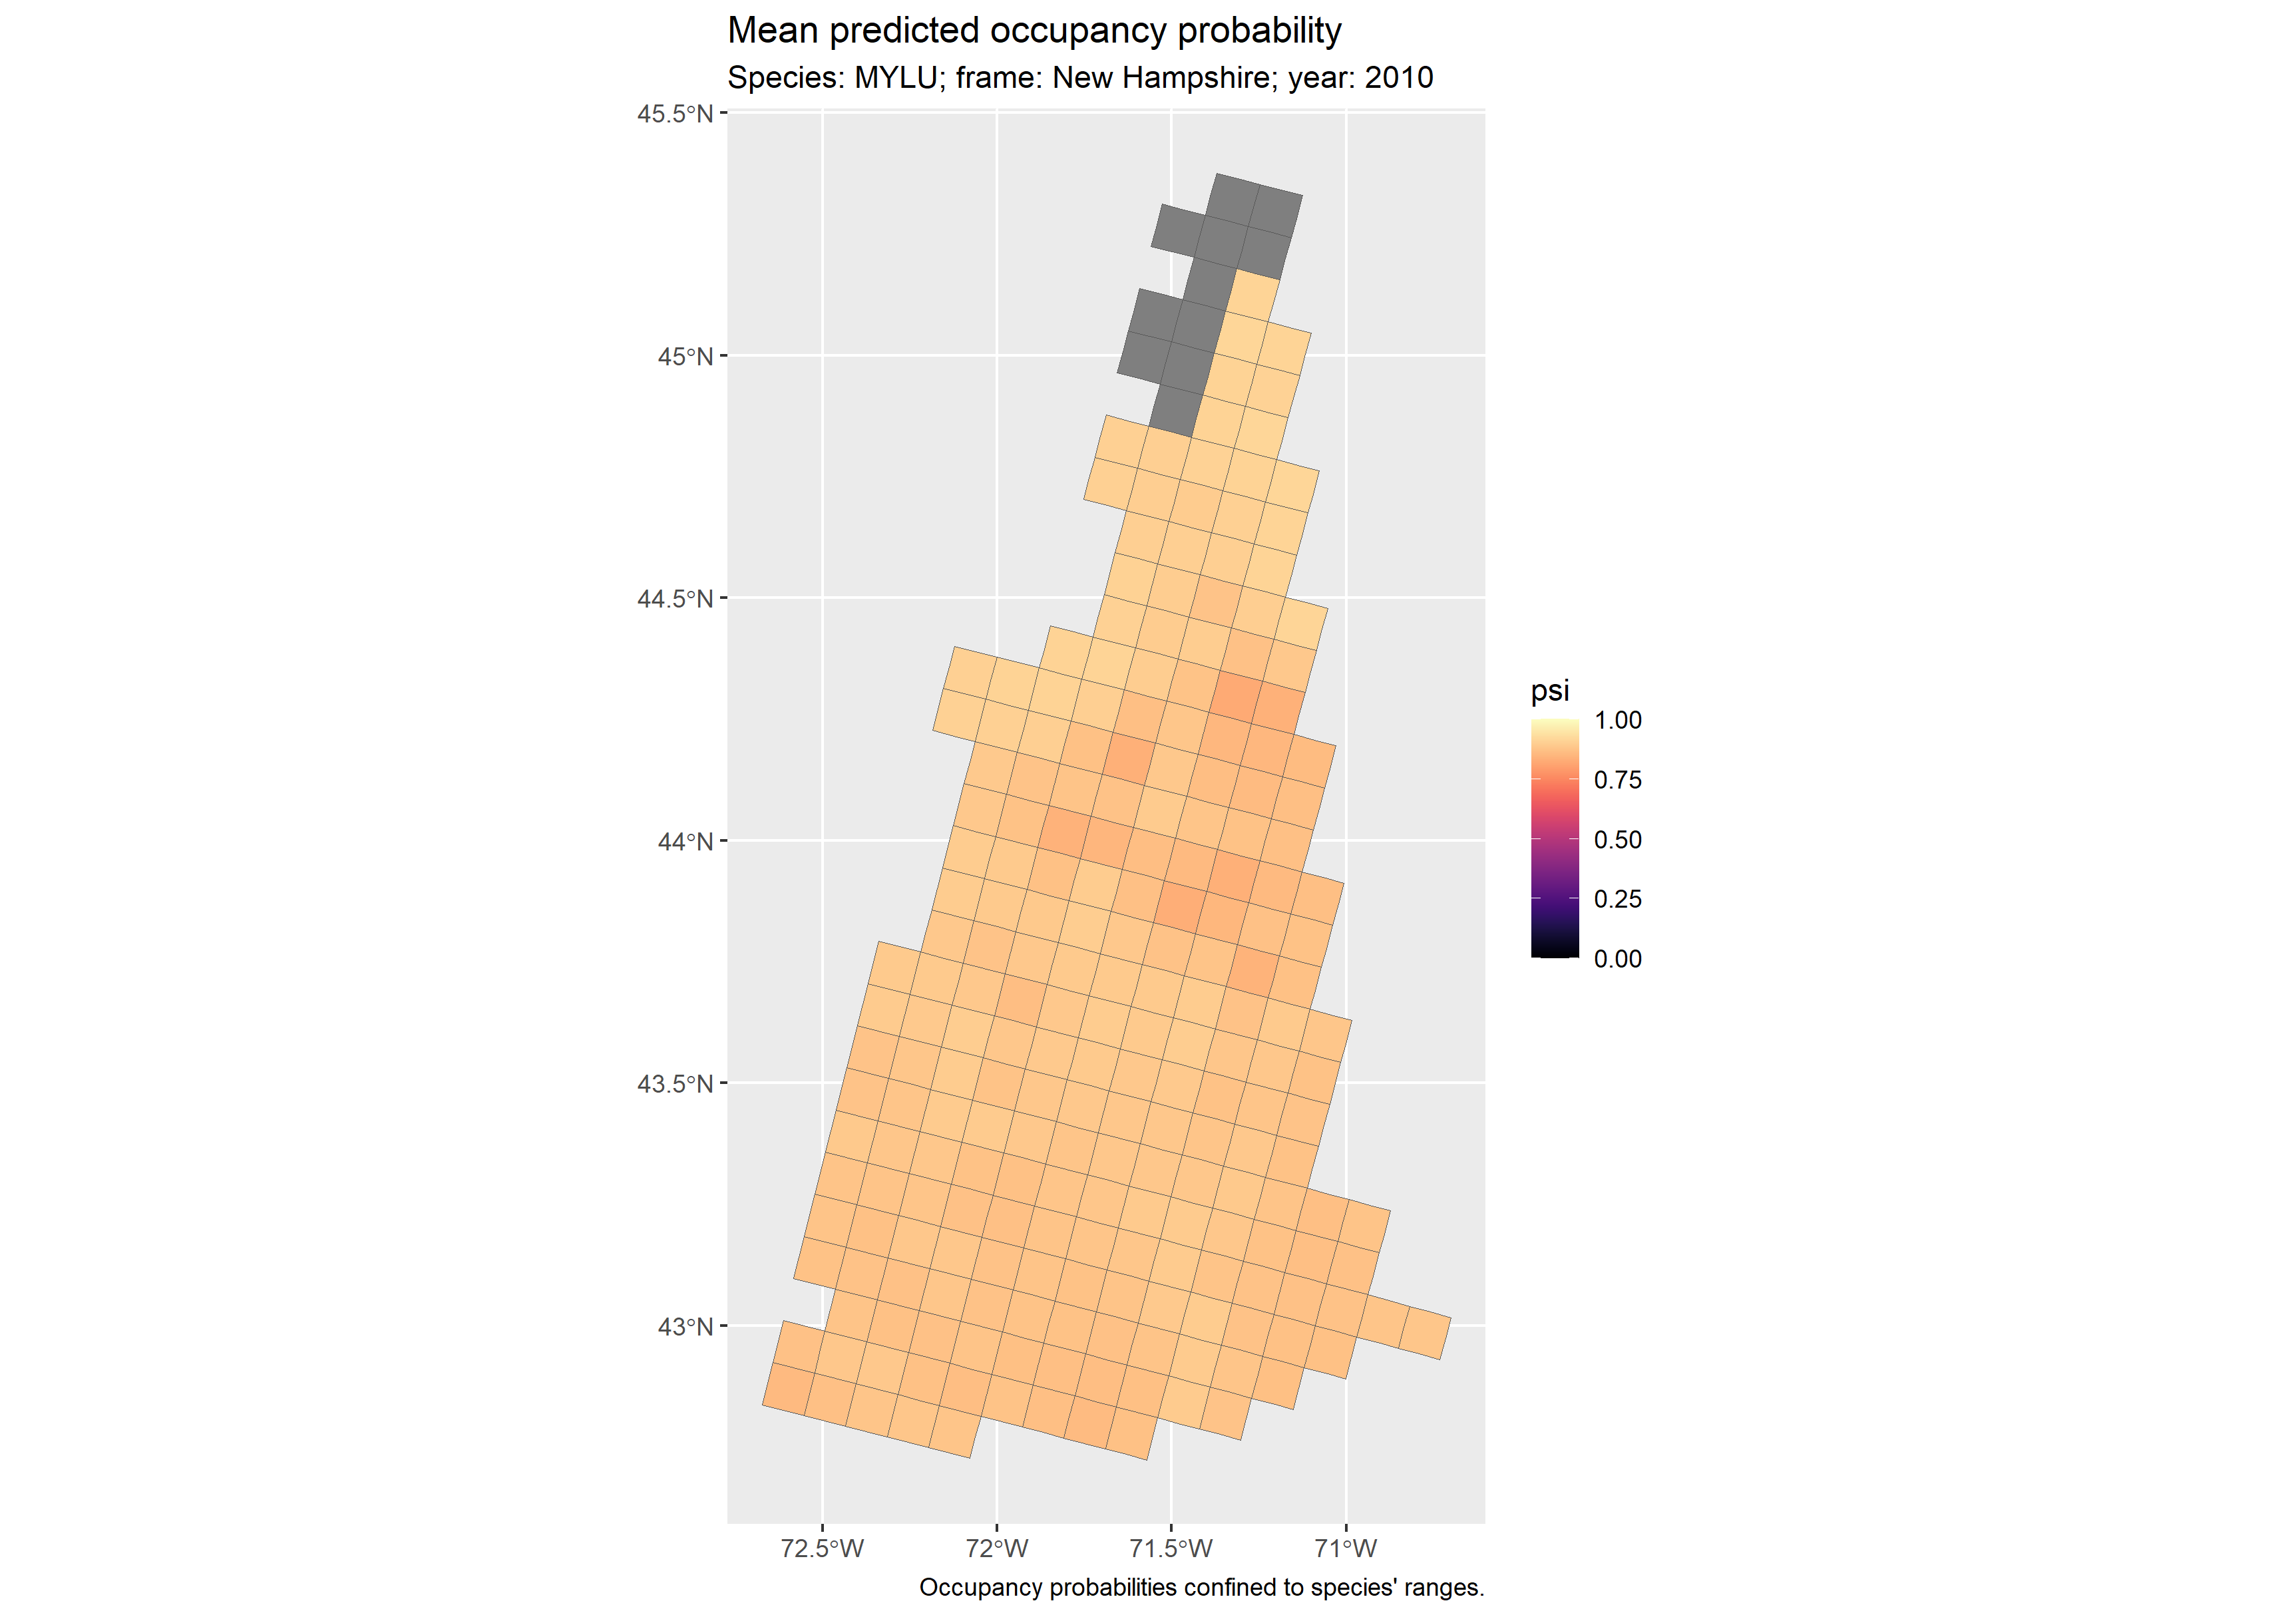 Mean predicted occupancy probability
Species: MYLU; frame: New Hampshire; year: 2010
45.5°N
45°N
44.5°N
44°N
43.5°N
43°N
72.5°W
72°W
71.5°W
71°W
psi
1.00
0.75
0.50
0.25
0.00
Occupancy probabilities confined to species' ranges.